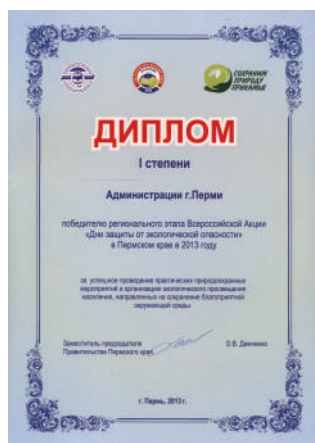 СОХРАНИМ
ПРИРОДУ
ПРИКАМЬЯ
ДИПЛОМ
I степени
Администрации г.Перми
победителю регионального этапа Всероссийской Акции
«Дни защиты от экологической опасности»
в Пермском крае в 2013 году
за успешное проведение практических природоохранных
мероприятий и организацию экологического просвещения
населения, направленных на сохранение благоприятной
окружающей среды.
Заместитель председателя
Правительства Пермского края
О.В. Демченко
г. Пермь, 2013 г.